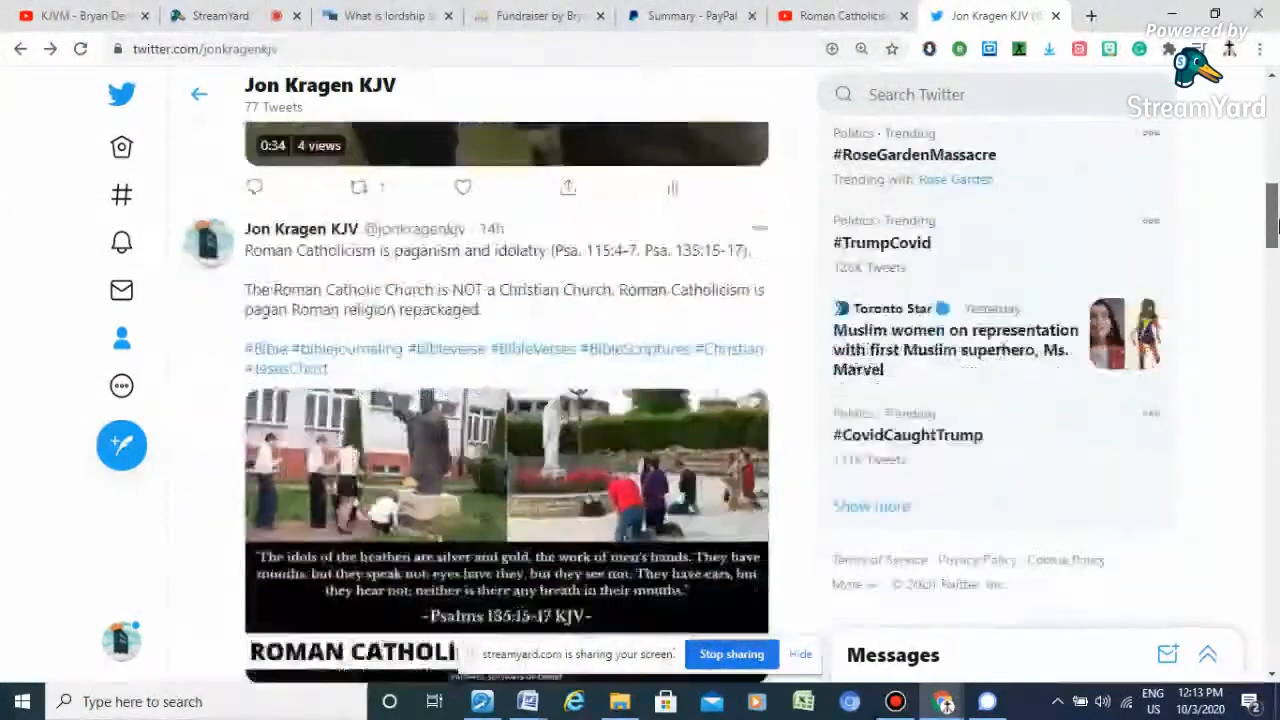 KJVM - Bryan Den
StreamYard
What is lordship s
Fundraiser by Bry
Summary - PayPal
Roman Catholicis
Jon Kragen KJV (@
twitter.com/jonkragenkjv
Powered by
StreamYard
Jon Kragen KJV
77 Tweets
Search Twitter
0:34 4 views
1
Jon Kragen KJV @jonkragenkjv · 14h
Roman Catholicism is paganism and idolatry (Psa. 115:4-7, Psa. 135:15-17).
The Roman Catholic Church is NOT a Christian Church. Roman Catholicism is
pagan Roman religion repackaged.
#Bible #biblejournaling #bibleverse #BibleVerses #BibleScriptures #Christian
#JesusChrist
"The idols of the heathen are silver and gold, the work of men's hands. They have
mouths, but they speak not; eyes have they, but they see not; They have ears, but
they hear not; neither is there any breath in their mouths."
-Psalms 135:15-17 KJV-
ROMAN CATHOLI
Politics · Trending
#RoseGardenMassacre
Trending with Rose Garden
Politics · Trending
#TrumpCovid
126K Tweets
Toronto Star Yesterday
Muslim women on representation
with first Muslim superhero, Ms.
Marvel
Politics · Trending
#CovidCaughtTrump
Tweets
Show more
Terms of Service Privacy Policy Cookie Policy
More © 2020 Twitter, Inc.
streamyard.com is sharing your screen.
Stop sharing
Hide
Messages
Type here to search
ENG
US
12:13 PM
10/3/2020
2